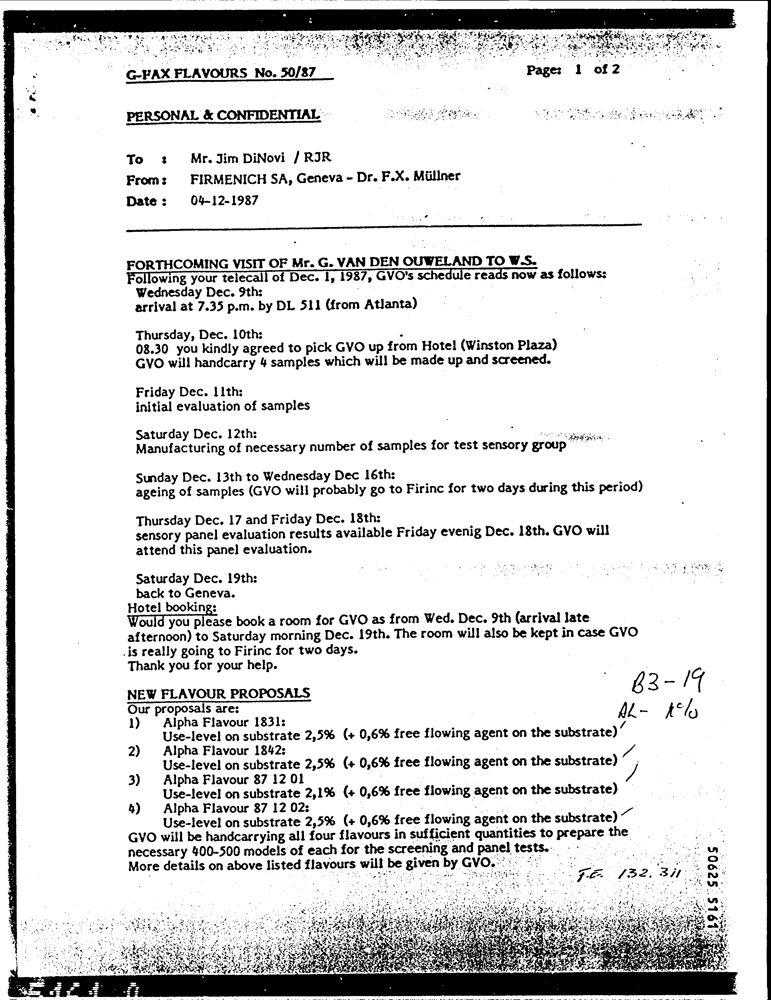 G-FAX FLAVOURS No. 50/87 Page: 1 of 2
PERSONAL & CONFIDENTIAL
To : Mr. Jim DiNovi / RJR
From : FIRMENICH SA, Geneva - Dr. F.X. Müllner
Date : 04-12-1987
FORTHCOMING VISIT OF Mr. G. VAN DEN OUWELAND TO W.S.
Following your telecall of Dec. 1, 1987, GVO's schedule reads now as follows:
Wednesday Dec. 9th:
arrival at 7.35 p.m. by DL 511 (from Atlanta)
Thursday, Dec. 10th:
08.30 you kindly agreed to pick GVO up from Hotel (Winston Plaza)
GVO will handcarry 4 samples which will be made up and screened.
Friday Dec. 11th:
initial evaluation of samples
Saturday Dec. 12th:
Manufacturing of necessary number of samples for test sensory group
Sunday Dec. 13th to Wednesday Dec 16th:
ageing of samples (GVO will probably go to Firinc for two days during this period)
Thursday Dec. 17 and Friday Dec. 18th:
sensory panel evaluation results available Friday evenig Dec. 18th. GVO will
attend this panel evaluation.
Saturday Dec. 19th:
back to Geneva.
Hotel booking:
Would you please book a room for GVO as from Wed. Dec. 9th (arrival late
afternoon) to Saturday morning Dec. 19th. The room will also be kept in case GVO
is really going to Firinc for two days.
Thank you for your help.
B3-19
NEW FLAVOUR PROPOSALS
Our proposals are:
AL-
1) Alpha Flavour 1831:
Use-level on substrate 2,5% (+ 0,6% free flowing agent on the substrate)
2) Alpha Flavour 1842:
Use-level on substrate 2,5% (+ 0,6% free flowing agent on the substrate)
3) Alpha Flavour 87 12 01
Use-level on substrate 2,1% (+ 0,6% free flowing agent on the substrate)
4) Alpha Flavour 87 12 02:
Use-level on substrate 2,5% (+ 0,6% free flowing agent on the substrate)
GVO will be handcarrying all four flavours in sufficient quantities to prepare the
necessary 400-500 models of each for the screening and panel tests.
More details on above listed flavours will be given by GVO.
T.E. 132. 311
50625 5161